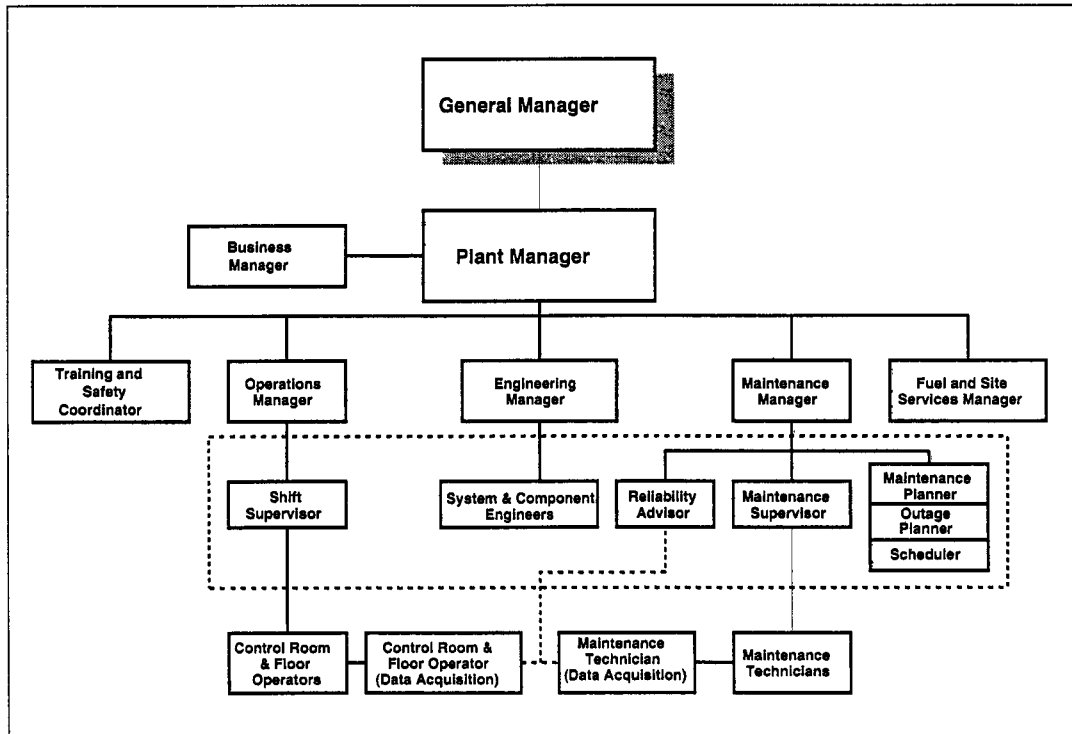 General Manager
Business
Manager
Plant Manager
Training and
Safety
Coordinator
Operations
Manager
Engineering
Manager
Maintenance
Manager
Fuel and Site
Services Manager
Shift
Supervisor
System & Component
Engineers
Reliability
Advisor
Maintenance
Supervisor
Maintenance
Planner
Outage
Planner
Scheduler
Control Room
& Floor
Operators
Control Room &
Floor Operator
(Data Acquisition)
Maintenance
Technician
(Data Acquisition)
Maintenance
Technicians